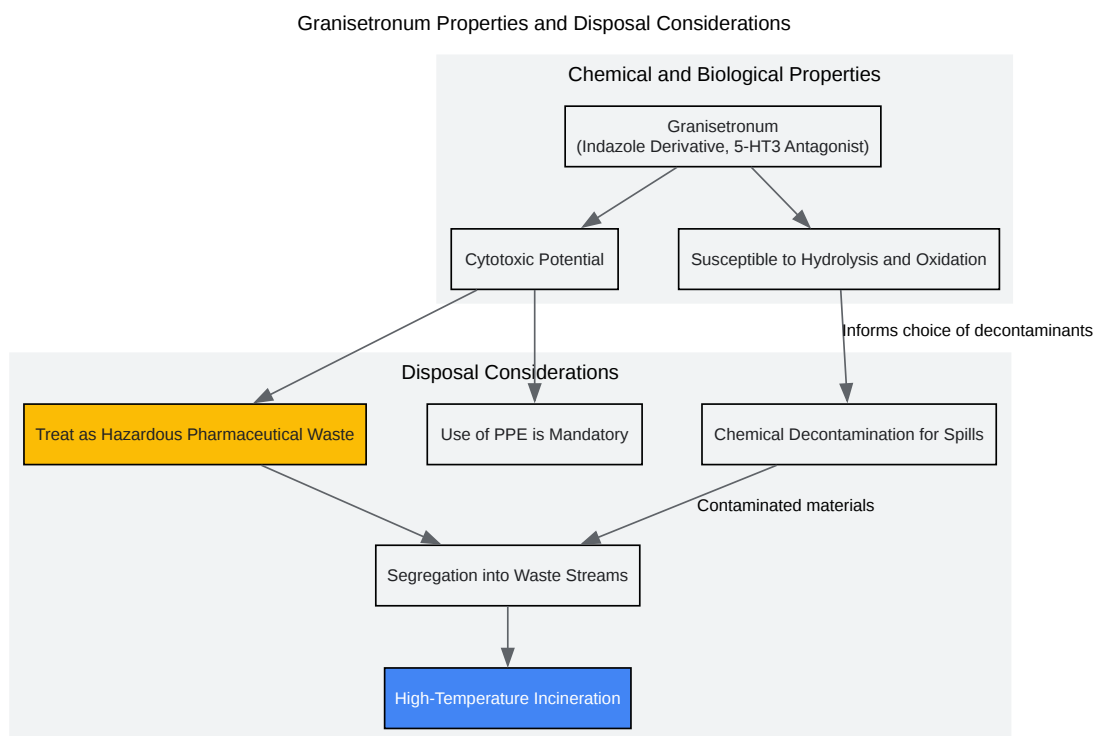 Granisetronum Properties and Disposal Considerations
Chemical and Biological Properties
Granisetronum
(Indazole Derivative, 5-HT3 Antagonist)
Cytotoxic Potential
Susceptible to Hydrolysis and Oxidation
Informs choice of decontaminants
Disposal Considerations
Treat as Hazardous Pharmaceutical Waste
Use of PPE is Mandatory
Chemical Decontamination for Spills
Contaminated materials
Segregation into Waste Streams
High-Temperature Incineration